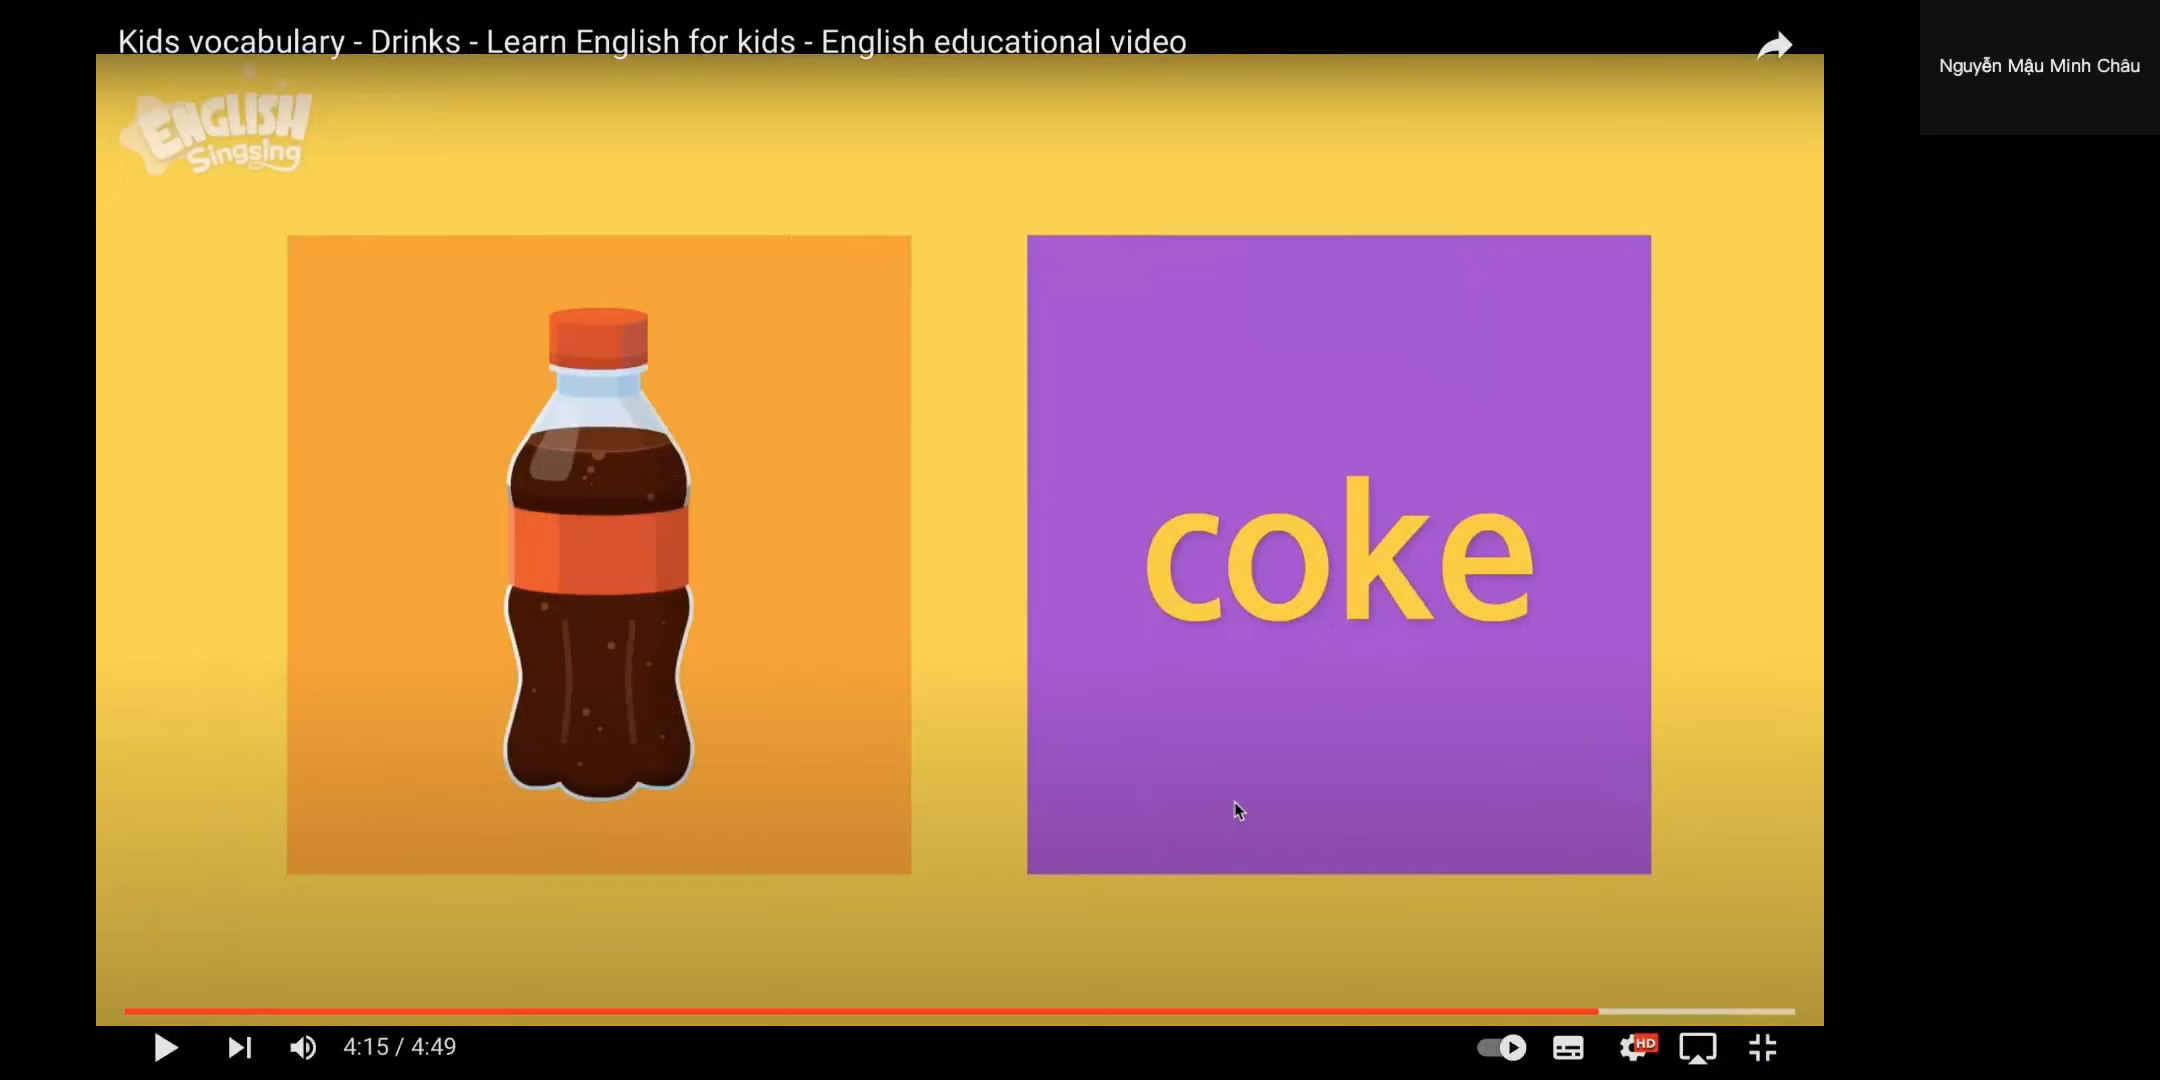 Kids vocabulary - Drinks - Learn English for kids - English educational video
Nguyễn Mậu Minh Châu
ENGLISH
Singsing
coke
4:15 / 4:49
HD